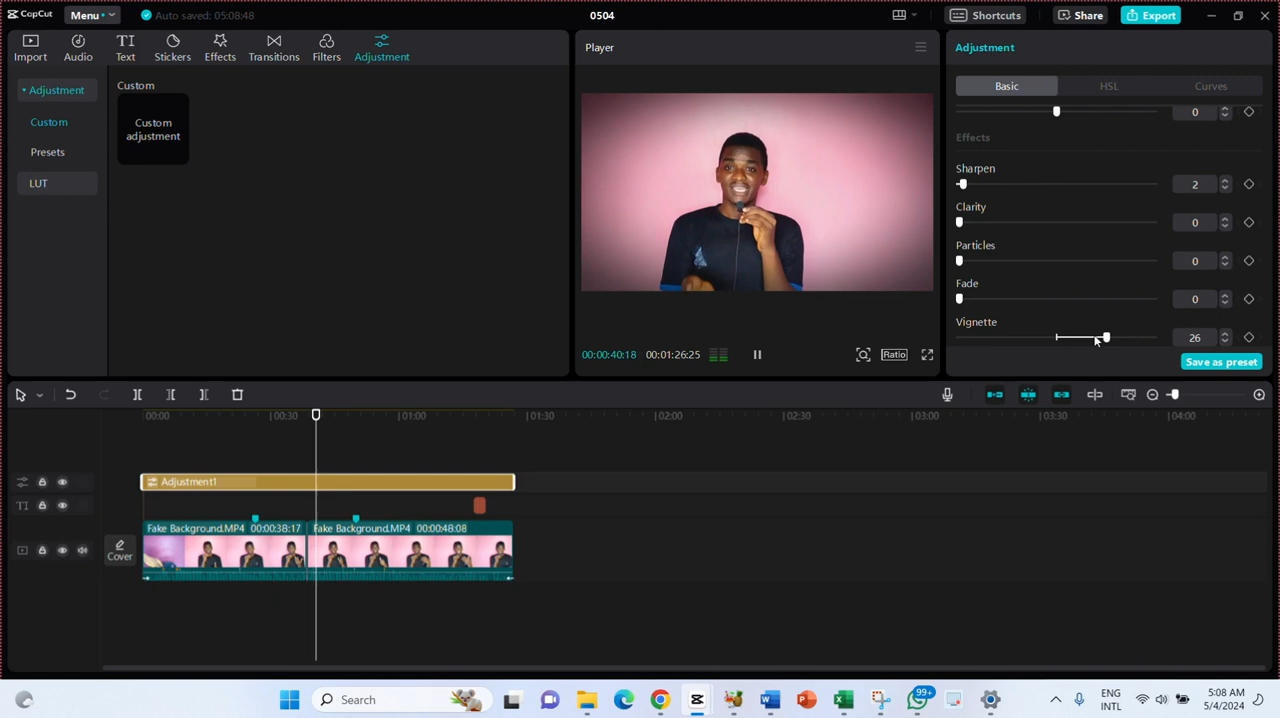 CapCut Menu Auto saved: 05:08:48 0504 Shortcuts Share Export
Import Audio Text Stickers Effects Transitions Filters Adjustment
Adjustment
Custom
Presets
LUT
Custom
Custom adjustment
Player
00:00:40:18 00:01:26:25 Ratio
Adjustment
Basic HSL Curves
0
Effects
Sharpen
2
Clarity
0
Particles
0
Fade
0
Vignette
26
Save as preset
00:00 00:30 01:00 01:30 02:00 02:30 03:00 03:30 04:00
Adjustment1
TI
Cover
Fake Background.MP4 00:00:38:17 Fake Background.MP4 00:00:48:08
Search 99+ ENG INTL 5:08 AM 5/4/2024